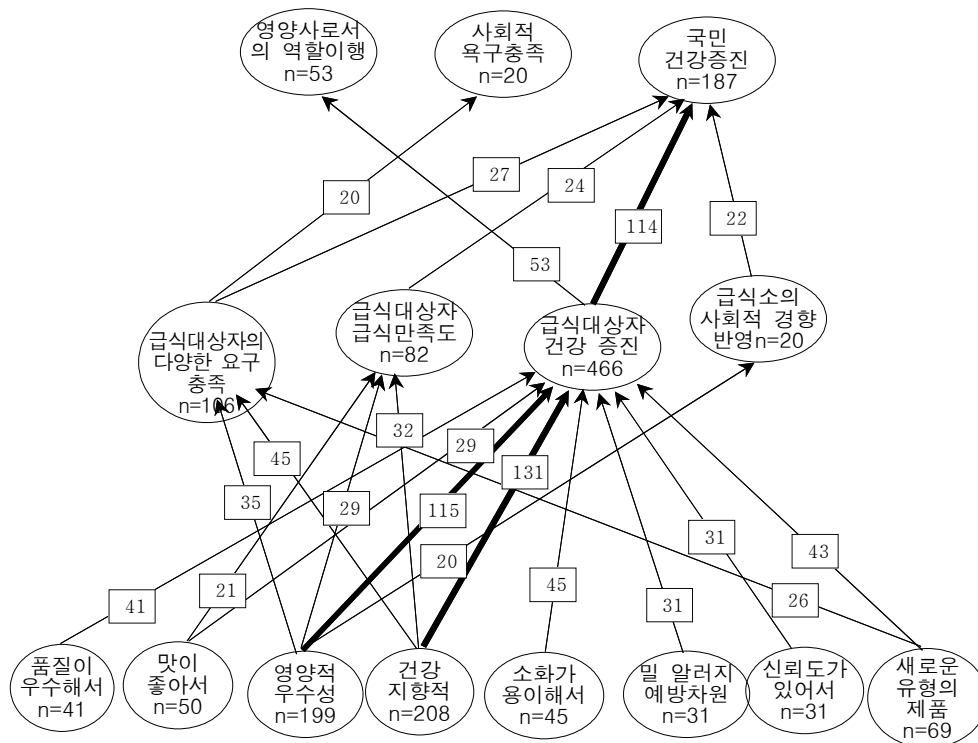 영양사로서
의 역할이행
n=53
사회적
욕구충족
n=20
국민
건강증진
n=187
20
27
24
114
22
53
급식대상자의
다양한 요구
충족
n=106
급식대상자
급식만족도
n=82
급식대상자
건강 증진
n=466
급식소의
사회적 경향
반영n=20
45
32
29
131
35
29
115
20
31
43
41
21
45
31
26
품질이
우수해서
n=41
맛이
좋아서
n=50
영양적
우수성
n=199
건강
지향적
n=208
소화가
용이해서
n=45
밀 알러지
예방차원
n=31
신뢰도가
있어서
n=31
새로운
유형의
제품
n=69